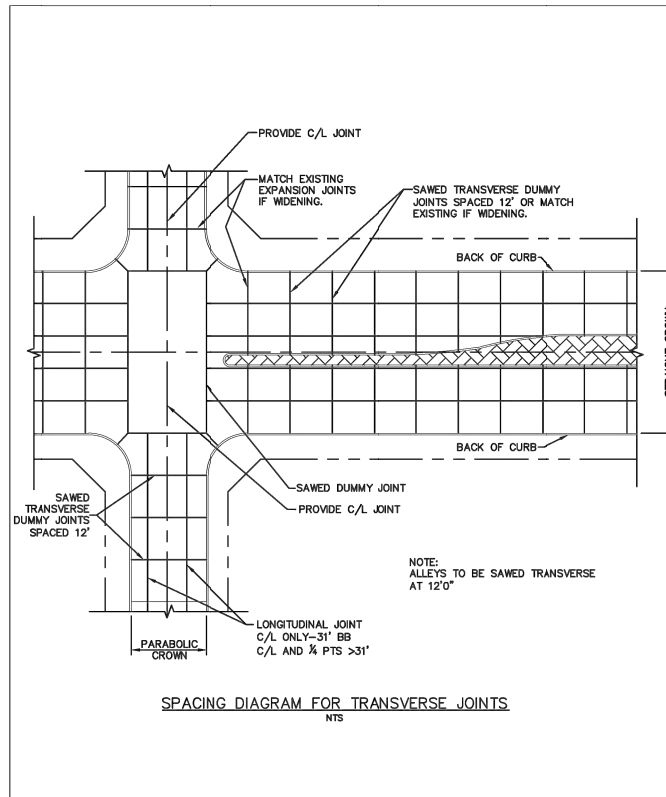 PROVIDE C/L JOINT
MATCH EXISTING
EXPANSION JOINTS
IF WIDENING.
SAWED TRANSVERSE DUMMY
JOINTS SPACED 12' OR MATCH
EXISTING IF WIDENING.
BACK OF CURB
BACK OF CURB
SAWED DUMMY JOINT
PROVIDE C/L JOINT
SAWED
TRANSVERSE
DUMMY JOINTS
SPACED 12'
NOTE:
ALLEYS TO BE SAWED TRANSVERSE
AT 12'0"
LONGITUDINAL JOINT
C/L ONLY-31' BB
C/L AND ¼ PTS >31'
PARABOLIC
CROWN
SPACING DIAGRAM FOR TRANSVERSE JOINTS
NTS